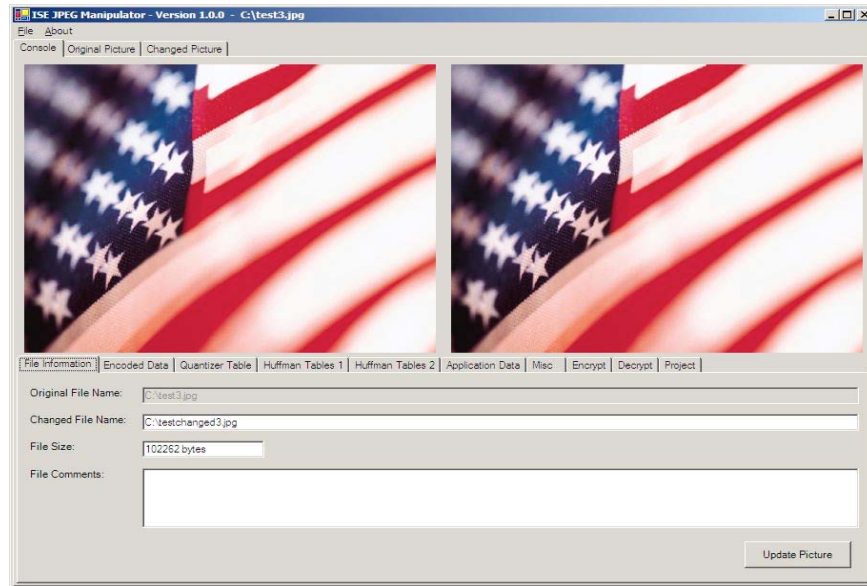 ISE JPEG Manipulator - Version 1.0.0 - C:\test3.jpg
File About
Console Original Picture Changed Picture
File Information Encoded Data Quantizer Table Huffman Tables 1 Huffman Tables 2 Application Data Misc Encrypt Decrypt Project
Original File Name: C:\test3.jpg
Changed File Name: C:\testchanged3.jpg
File Size: 102262 bytes
File Comments:
Update Picture